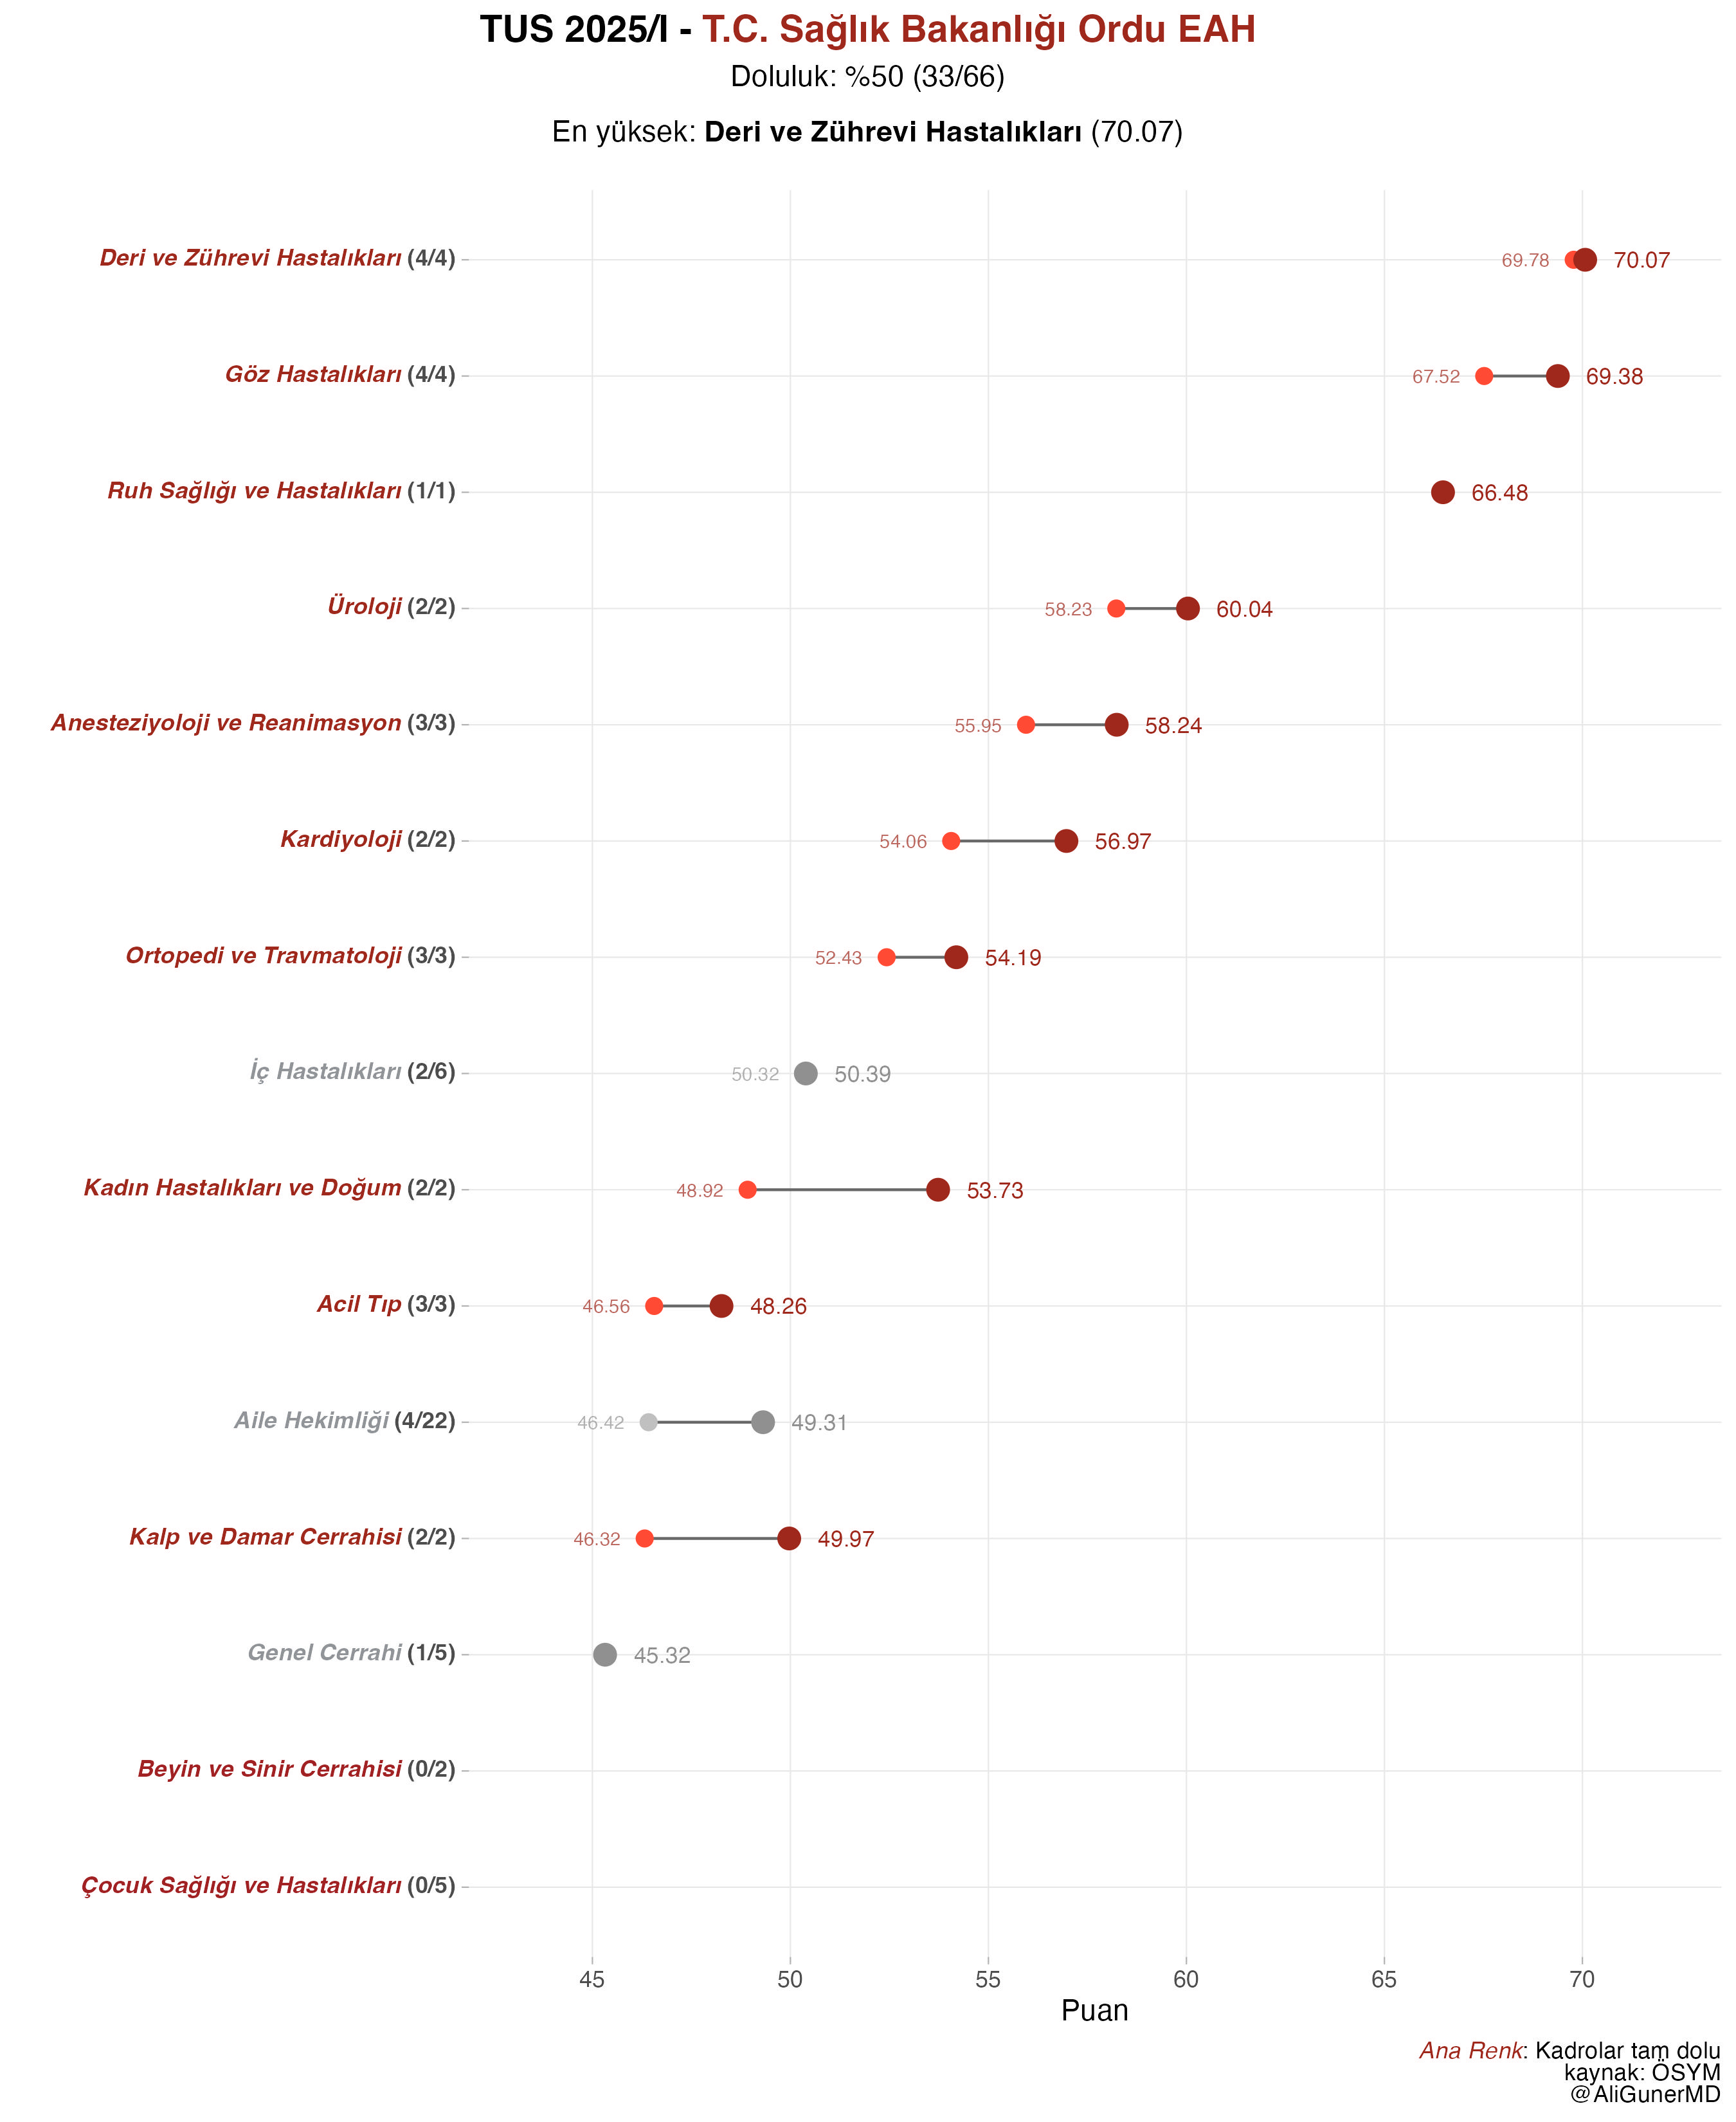 TUS 2025/I - T.C. Sağlık Bakanlığı Ordu EAH
Doluluk: %50 (33/66)
En yüksek: Deri ve Zührevi Hastalıkları (70.07)
Deri ve Zührevi Hastalıkları (4/4) 69.78 70.07
Göz Hastalıkları (4/4) 67.52 69.38
Ruh Sağlığı ve Hastalıkları (1/1) 66.48
Üroloji (2/2) 58.23 60.04
Anesteziyoloji ve Reanimasyon (3/3) 55.95 58.24
Kardiyoloji (2/2) 54.06 56.97
Ortopedi ve Travmatoloji (3/3) 52.43 54.19
İç Hastalıkları (2/6) 50.32 50.39
Kadın Hastalıkları ve Doğum (2/2) 48.92 53.73
Acil Tıp (3/3) 46.56 48.26
Aile Hekimliği (4/22) 46.42 49.31
Kalp ve Damar Cerrahisi (2/2) 46.32 49.97
Genel Cerrahi (1/5) 45.32
Beyin ve Sinir Cerrahisi (0/2)
Çocuk Sağlığı ve Hastalıkları (0/5)
45 50 55 60 65 70
Puan
Ana Renk: Kadrolar tam dolu
kaynak: ÖSYM
@AliGunerMD